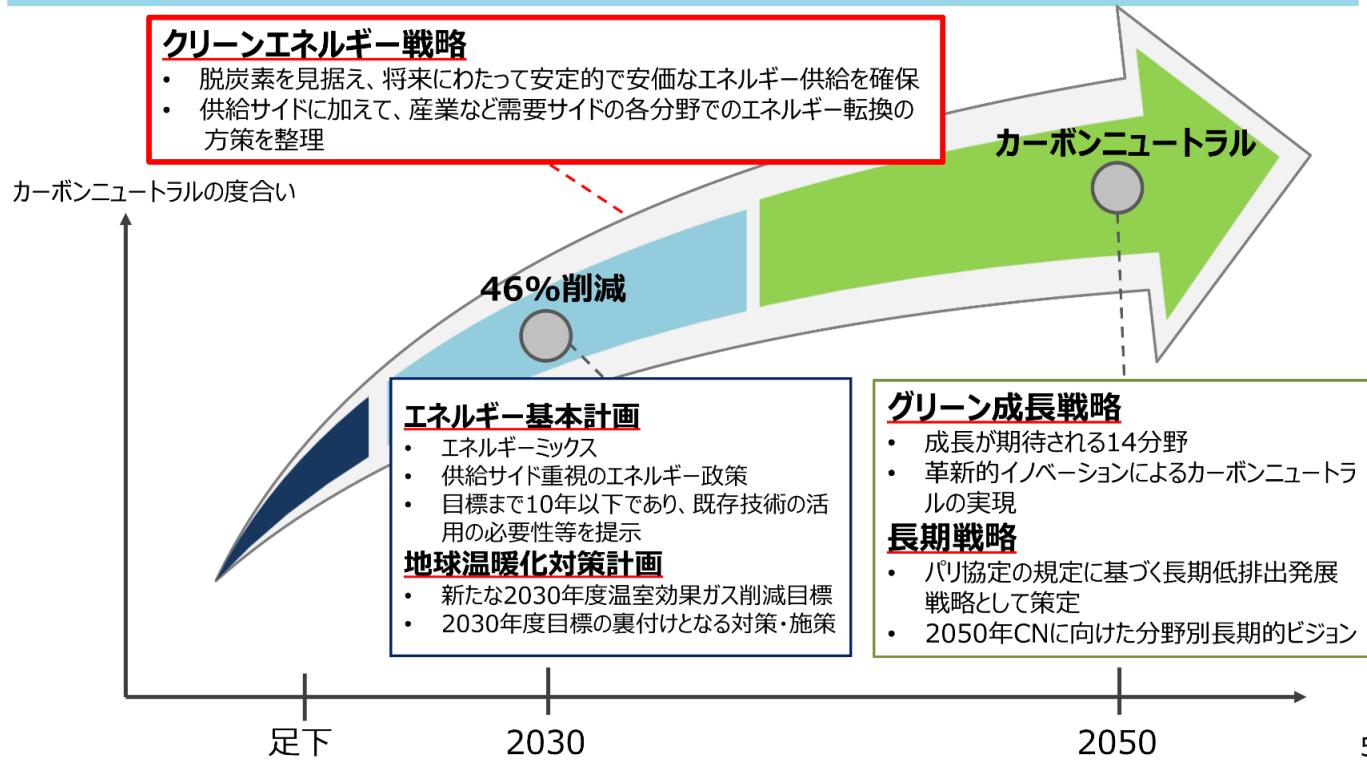 クリーンエネルギー戦略
• 脱炭素を見据え、将来にわたって安定的で安価なエネルギー供給を確保
• 供給サイドに加えて、産業など需要サイドの各分野でのエネルギー転換の
方策を整理
カーボンニュートラル
カーボンニュートラルの度合い
46%削減
エネルギー基本計画
• エネルギーミックス
• 供給サイド重視のエネルギー政策
• 目標まで10年以下であり、既存技術の活
用の必要性等を提示
地球温暖化対策計画
• 新たな2030年度温室効果ガス削減目標
• 2030年度目標の裏付けとなる対策・施策
グリーン成長戦略
• 成長が期待される14分野
• 革新的イノベーションによるカーボンニュートラ
ルの実現
長期戦略
• パリ協定の規定に基づく長期低排出発展
戦略として策定
• 2050年CNに向けた分野別長期的ビジョン
足下
2030
2050
5